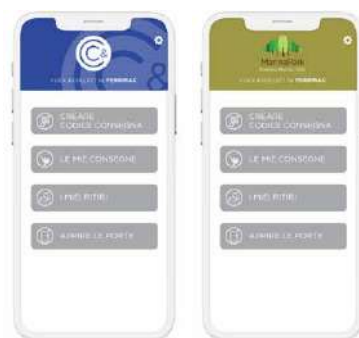 C&
CREARE
CODICE CONSEGNA
LE MIE CONSEGNE
I MIEI RITIRI
APRIRE LE PORTE
CREARE
CODICE CONSEGNA
LE MIE CONSEGNE
I MIEI RITIRI
APRIRE LE PORTE